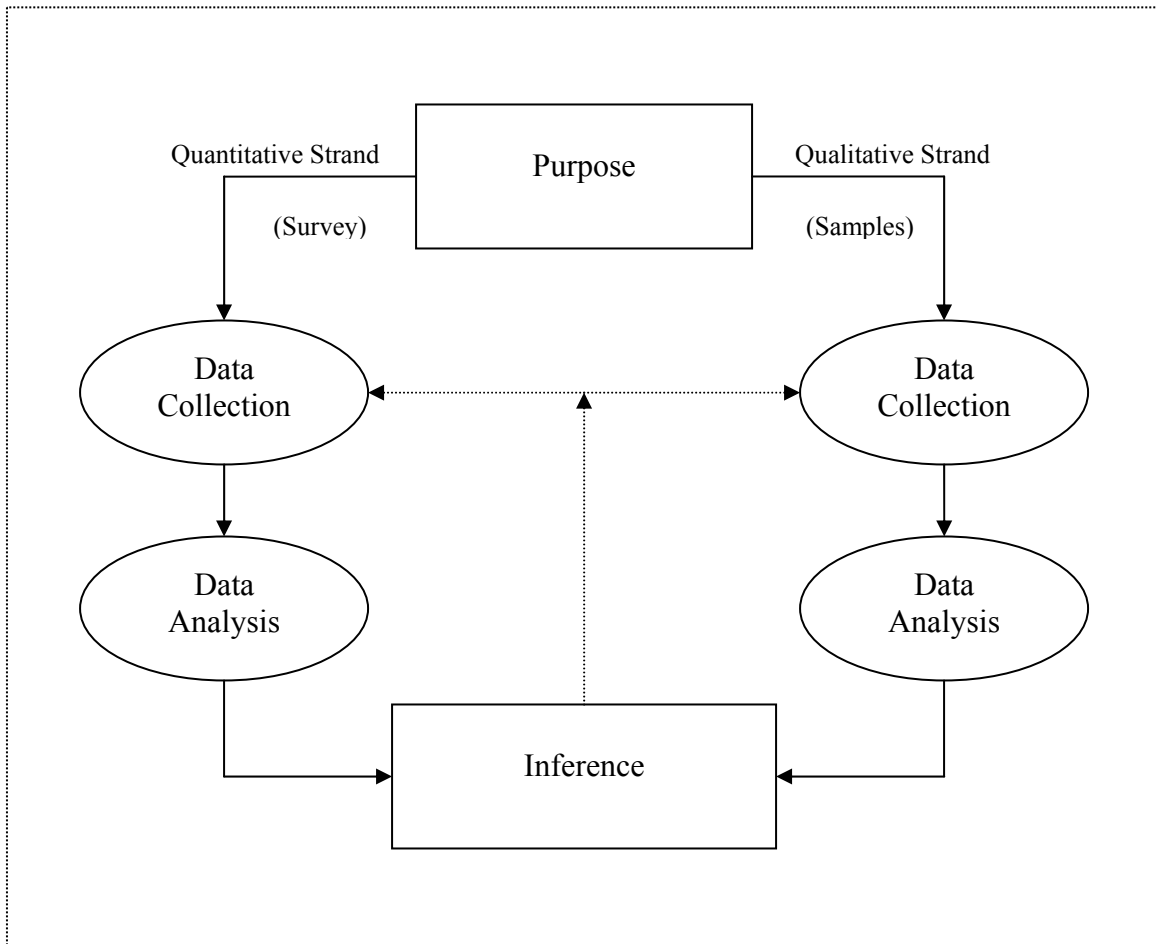 Quantitative Strand
Purpose
Qualitative Strand
(Survey)
(Samples)
Data
Collection
Data
Collection
Data
Analysis
Data
Analysis
Inference